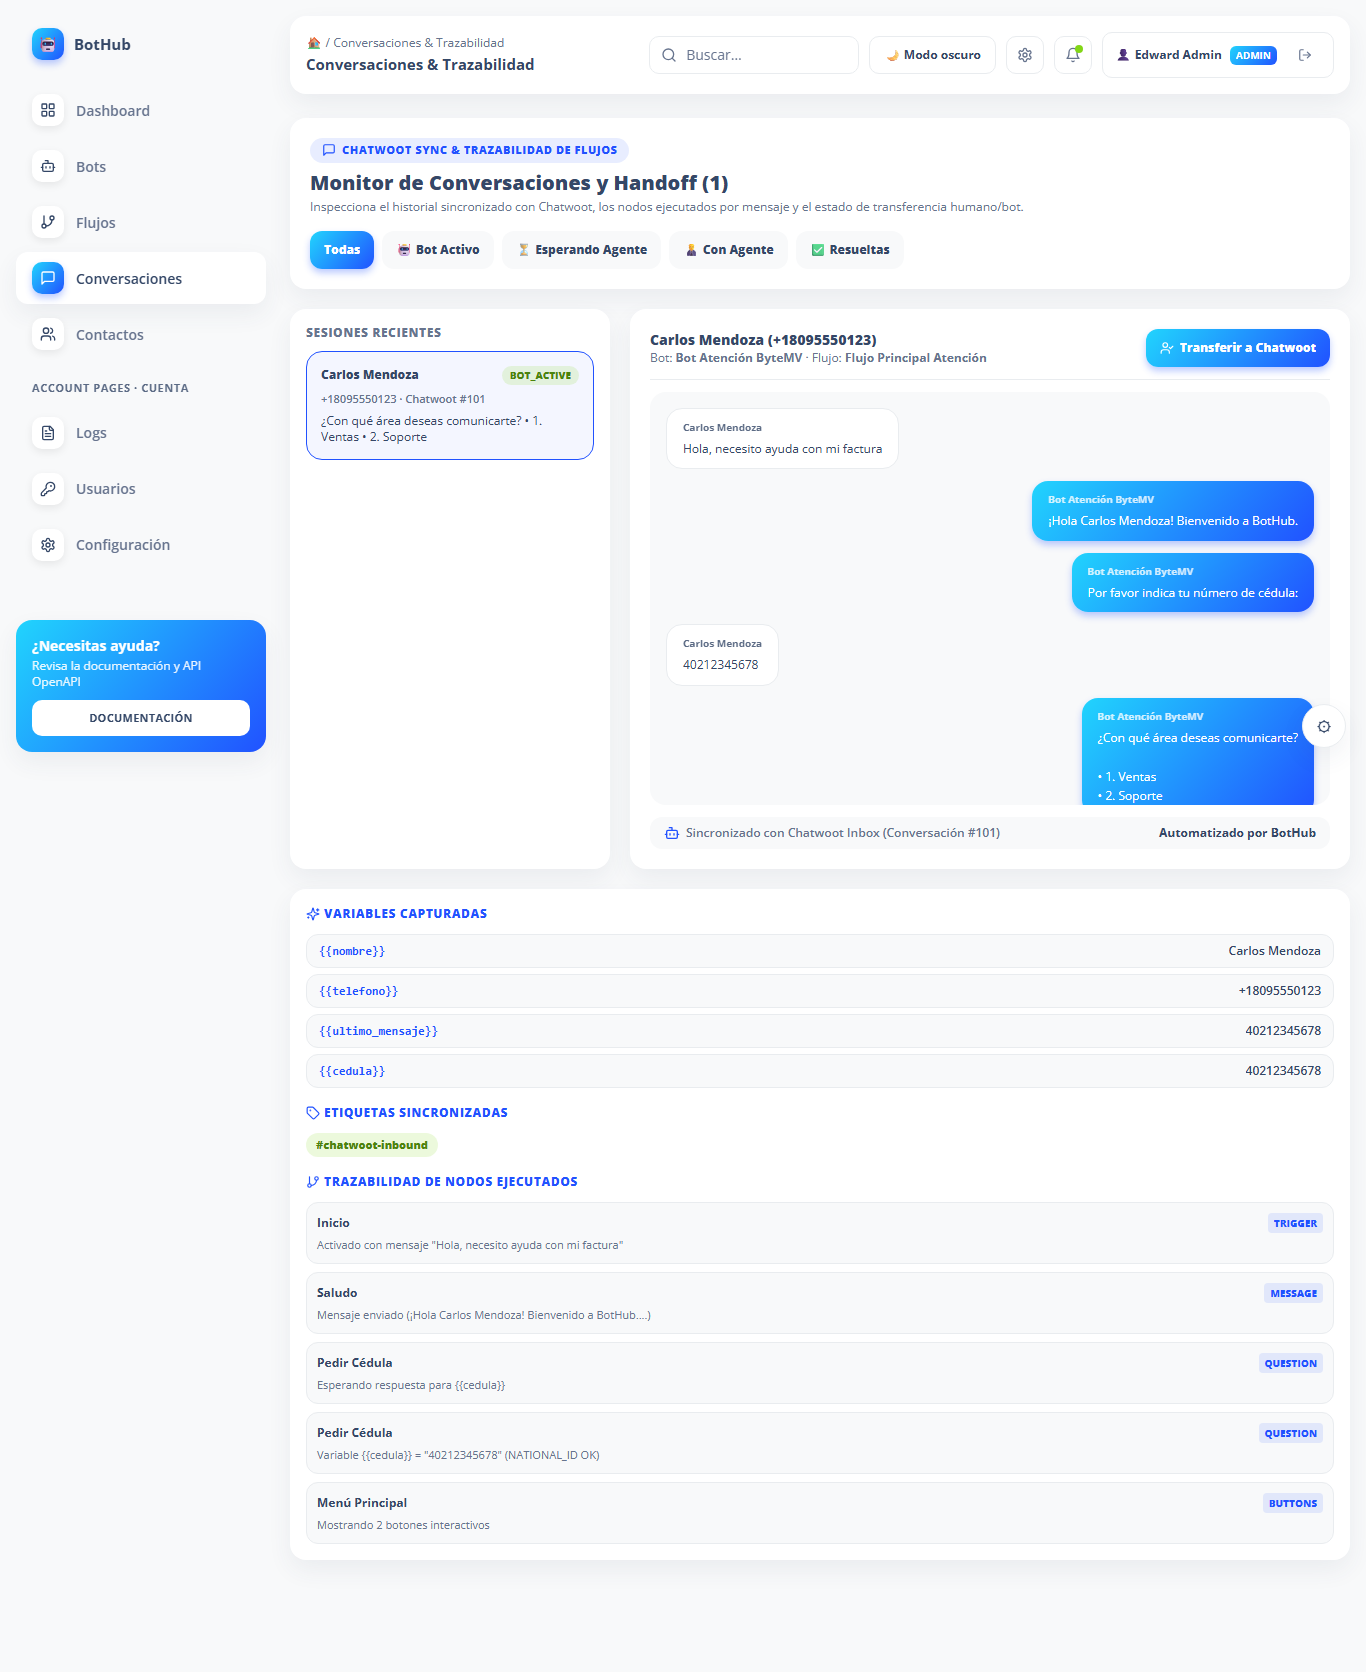 BotHub
Dashboard
Bots
Flujos
Conversaciones
Contactos
ACCOUNT PAGES · CUENTA
Logs
Usuarios
Configuración
¿Necesitas ayuda?
Revisa la documentación y API
OpenAPI
DOCUMENTACIÓN
/ Conversaciones & Trazabilidad
Conversaciones & Trazabilidad
Buscar...
Modo oscuro
Edward Admin ADMIN
CHATWOOT SYNC & TRAZABILIDAD DE FLUJOS
Monitor de Conversaciones y Handoff (1)
Inspecciona el historial sincronizado con Chatwoot, los nodos ejecutados por mensaje y el estado de transferencia humano/bot.
Todas
Bot Activo
Esperando Agente
Con Agente
Resueltas
SESIONES RECIENTES
Carlos Mendoza BOT_ACTIVE
+18095550123 · Chatwoot #101
¿Con qué área deseas comunicarte? • 1.
Ventas • 2. Soporte
Carlos Mendoza (+18095550123)
Bot: Bot Atención ByteMV · Flujo: Flujo Principal Atención
Transferir a Chatwoot
Carlos Mendoza
Hola, necesito ayuda con mi factura
Bot Atención ByteMV
¡Hola Carlos Mendoza! Bienvenido a BotHub.
Bot Atención ByteMV
Por favor indica tu número de cédula:
Carlos Mendoza
40212345678
Bot Atención ByteMV
¿Con qué área deseas comunicarte?
• 1. Ventas
• 2. Soporte
Sincronizado con Chatwoot Inbox (Conversación #101)
Automatizado por BotHub
VARIABLES CAPTURADAS
{{nombre}} Carlos Mendoza
{{telefono}} +18095550123
{{ultimo_mensaje}} 40212345678
{{cedula}} 40212345678
ETIQUETAS SINCRONIZADAS
#chatwoot-inbound
TRAZABILIDAD DE NODOS EJECUTADOS
Inicio TRIGGER
Activado con mensaje "Hola, necesito ayuda con mi factura"
Saludo MESSAGE
Mensaje enviado (¡Hola Carlos Mendoza! Bienvenido a BotHub....)
Pedir Cédula QUESTION
Esperando respuesta para {{cedula}}
Pedir Cédula QUESTION
Variable {{cedula}} = "40212345678" (NATIONAL_ID OK)
Menú Principal BUTTONS
Mostrando 2 botones interactivos